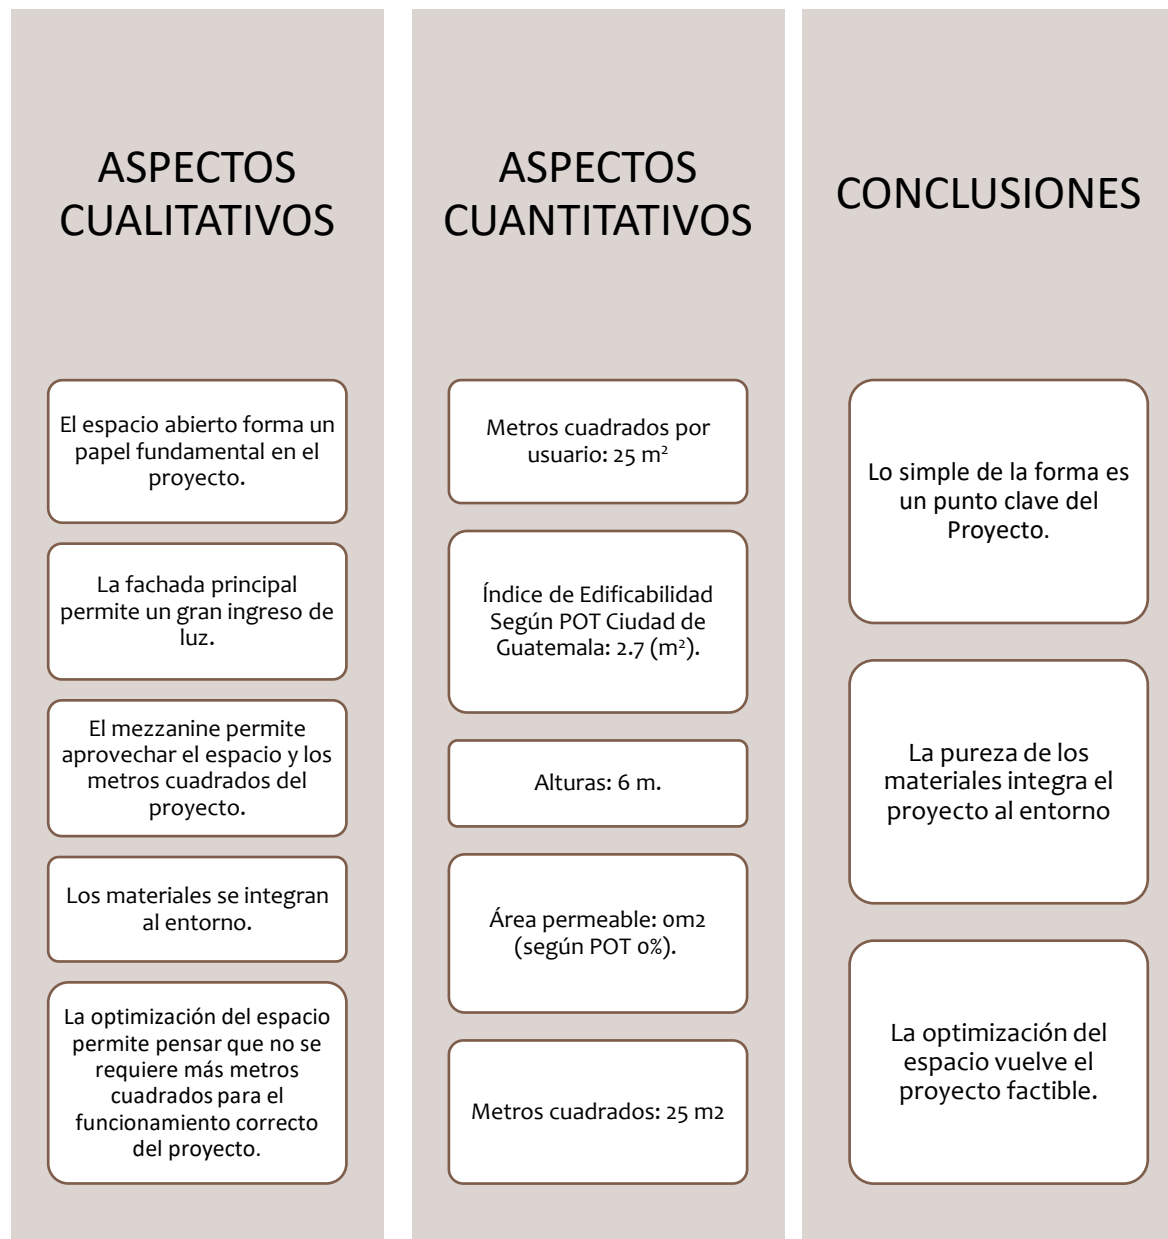 ASPECTOS
CUALITATIVOS
El espacio abierto forma un
papel fundamental en el
proyecto.
La fachada principal
permite un gran ingreso de
luz.
El mezzanine permite
aprovechar el espacio y los
metros cuadrados del
proyecto.
Los materiales se integran
al entorno.
La optimización del espacio
permite pensar que no se
requiere más metros
cuadrados para el
funcionamiento correcto
del proyecto.
ASPECTOS
CUANTITATIVOS
Metros cuadrados por
usuario: 25 m²
Índice de Edificabilidad
Según POT Ciudad de
Guatemala: 2.7 (m²).
Alturas: 6 m.
Área permeable: 0m2
(según POT 0%).
Metros cuadrados: 25 m2
CONCLUSIONES
Lo simple de la forma es
un punto clave del
Proyecto.
La pureza de los
materiales integra el
proyecto al entorno
La optimización del
espacio vuelve el
proyecto factible.